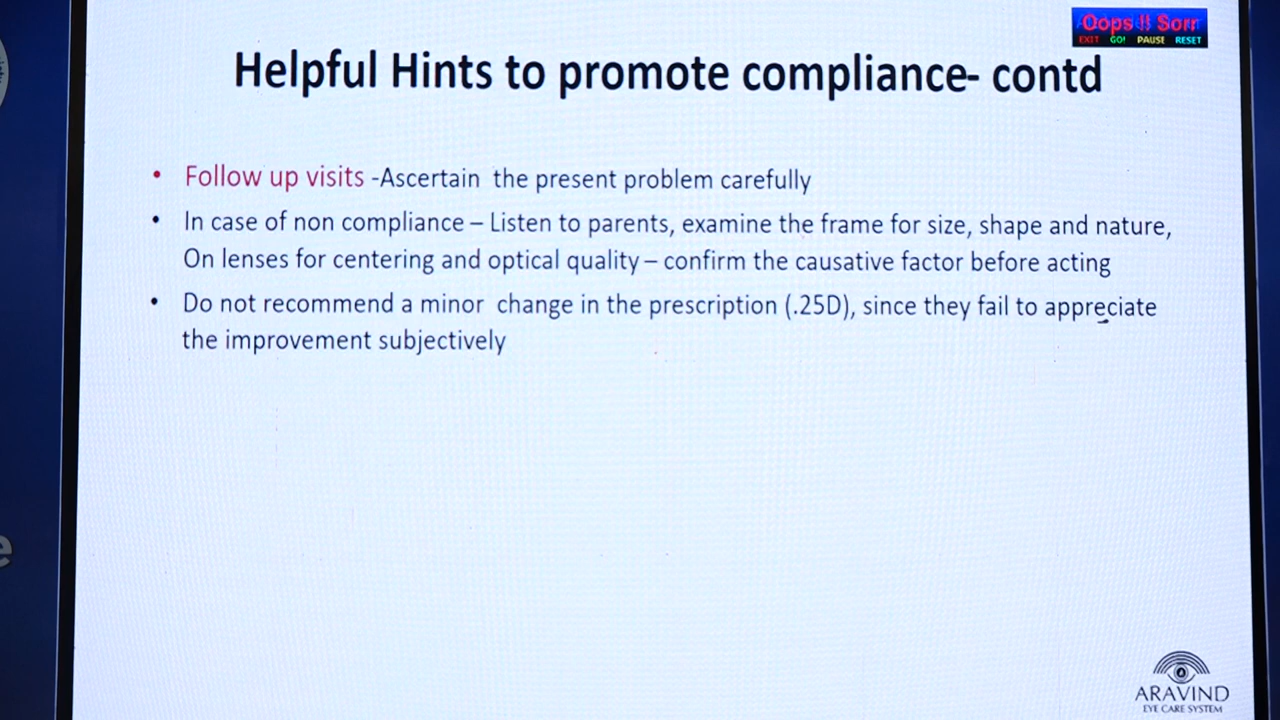 Oops !! Sorr
EXIT GO! PAUSE RESET
Helpful Hints to promote compliance- contd
• Follow up visits -Ascertain the present problem carefully
• In case of non compliance – Listen to parents, examine the frame for size, shape and nature,
On lenses for centering and optical quality – confirm the causative factor before acting
• Do not recommend a minor change in the prescription (.25D), since they fail to appreciate
the improvement subjectively
ARAVIND
EYE CARE SYSTEM